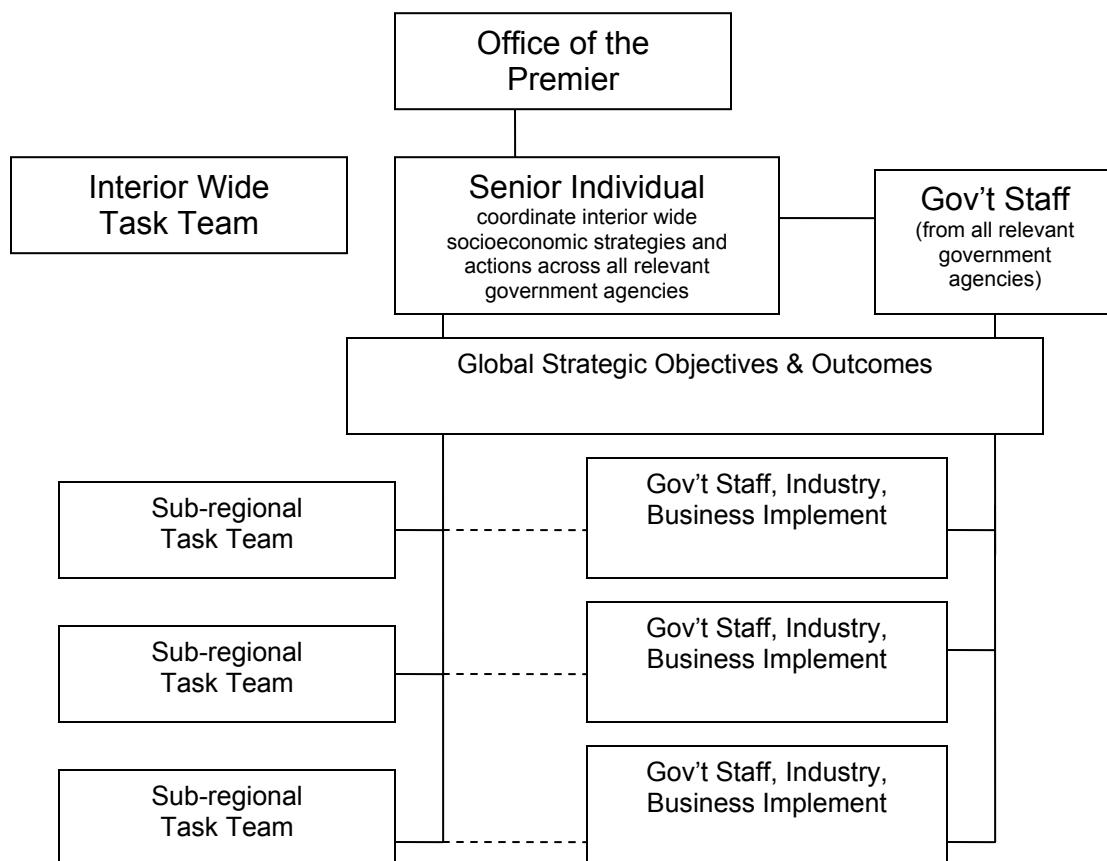 Office of the
Premier
Interior Wide
Task Team
Senior Individual
coordinate interior wide
socioeconomic strategies and
actions across all relevant
government agencies
Gov’t Staff
(from all relevant
government
agencies)
Global Strategic Objectives & Outcomes
Sub-regional
Task Team
Gov’t Staff, Industry,
Business Implement
Sub-regional
Task Team
Gov’t Staff, Industry,
Business Implement
Sub-regional
Task Team
Gov’t Staff, Industry,
Business Implement